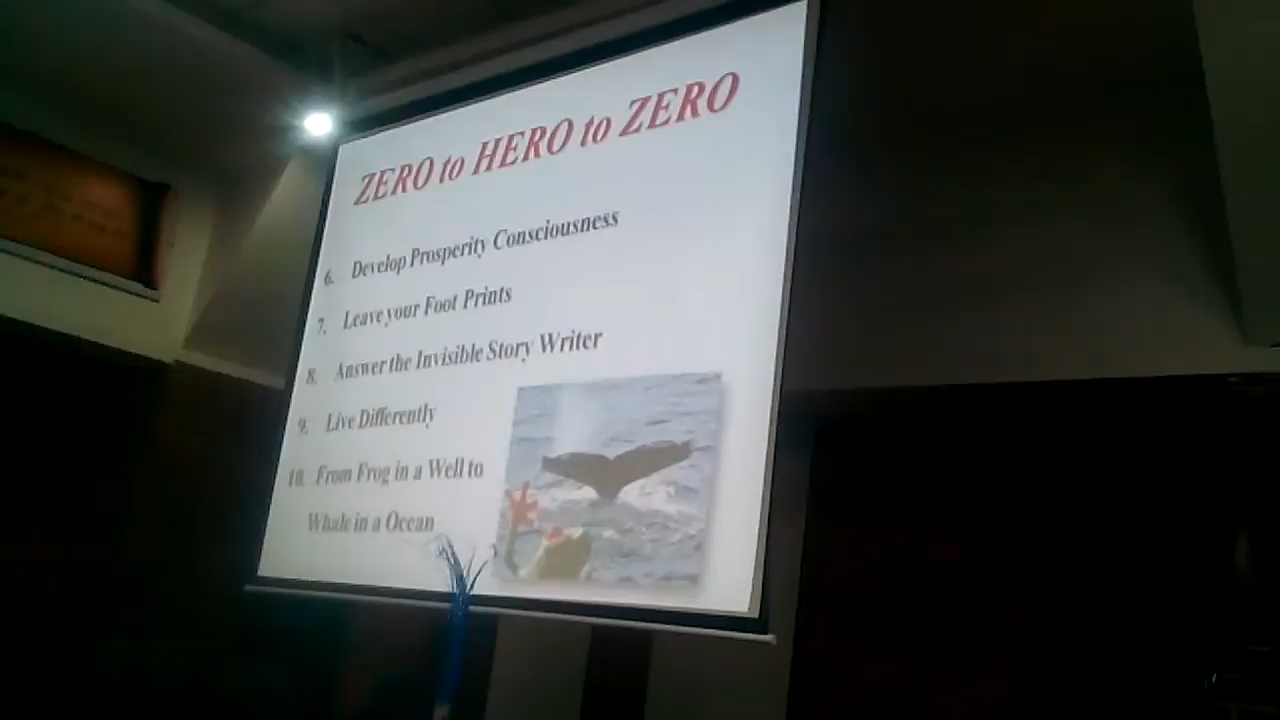 ZERO to HERO to ZERO
6. Develop Prosperity Consciousness
7. Leave your Foot Prints
8. Answer the Invisible Story Writer
9. Live Differently
10. From Frog in a Well to
Whale in a Ocean